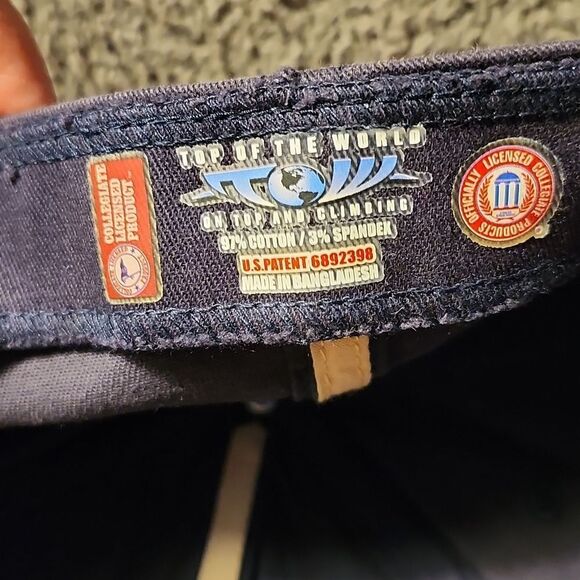 COLLEGIATE
LICENSED
PRODUCT™
TOP OF THE WORLD
TOW
ON TOP AND CLIMBING
97% COTTON / 3% SPANDEX
U.S. PATENT 6892398
MADE IN BANGLADESH
OFFICIALLY LICENSED COLLEGIATE PRODUCTS